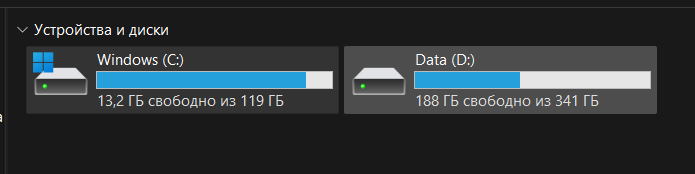 Устройства и диски
Windows (C:)
13,2 ГБ свободно из 119 ГБ
Data (D:)
188 ГБ свободно из 341 ГБ
а